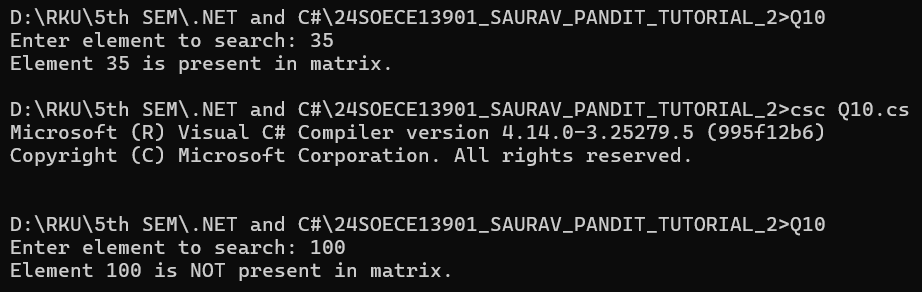 D:\RKU\5th SEM\.NET and C#\24SOECE13901_SAURAV_PANDIT_TUTORIAL_2>Q10
Enter element to search: 35
Element 35 is present in matrix.
D:\RKU\5th SEM\.NET and C#\24SOECE13901_SAURAV_PANDIT_TUTORIAL_2>csc Q10.cs
Microsoft (R) Visual C# Compiler version 4.14.0-3.25279.5 (995f12b6)
Copyright (C) Microsoft Corporation. All rights reserved.
D:\RKU\5th SEM\.NET and C#\24SOECE13901_SAURAV_PANDIT_TUTORIAL_2>Q10
Enter element to search: 100
Element 100 is NOT present in matrix.